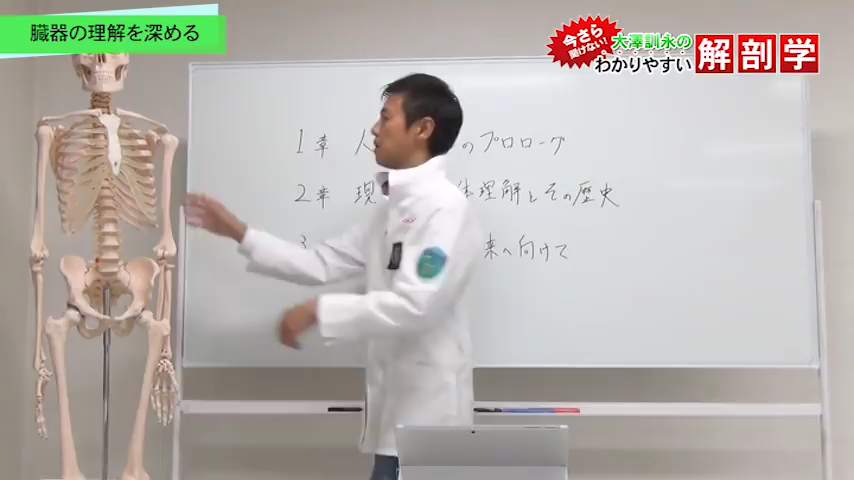 臓器の理解を深める
今さら
聞けない!
大澤訓永の
わかりやすい
解剖学
1章 人 のプロローグ
2章 現 体理解とその歴史
3 来へ向けて